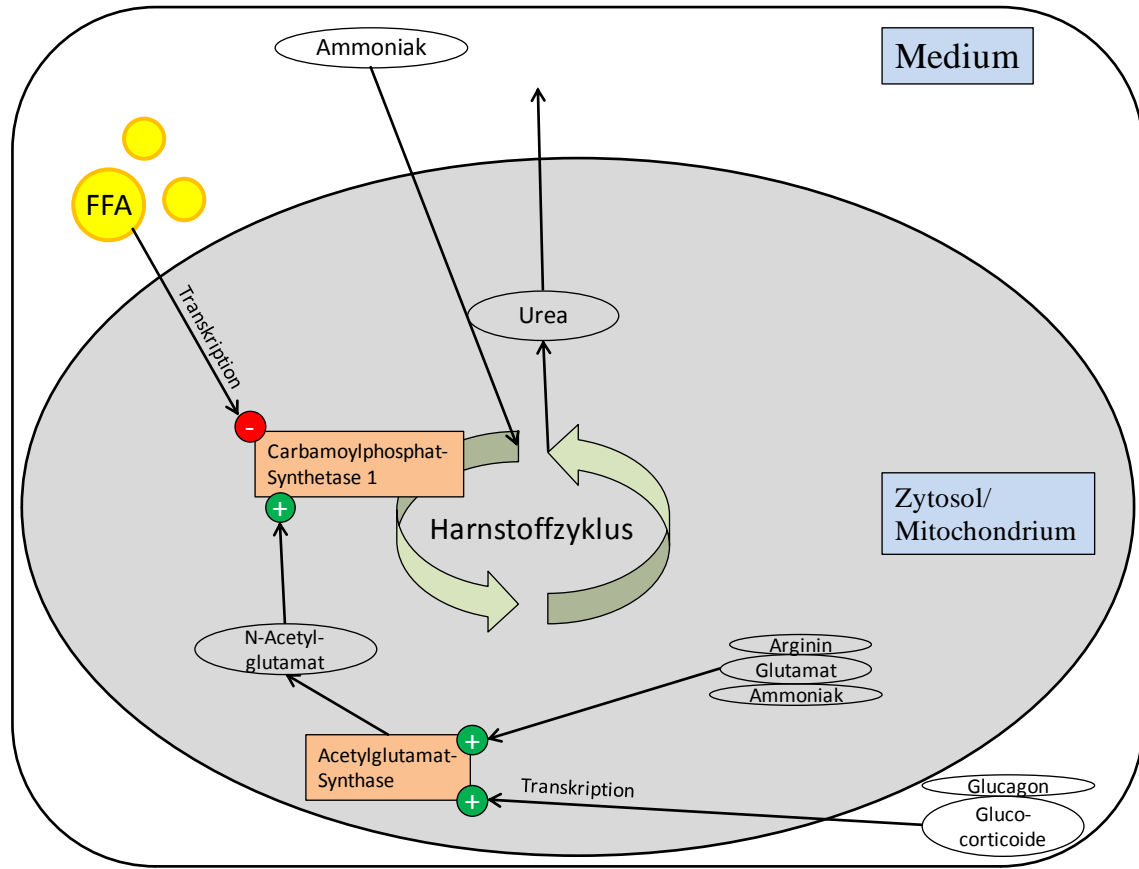 Ammoniak
Medium
FFA
Transkription
Urea
-
Carbamoylphosphat-
Synthetase 1
+
Harnstoffzyklus
Zytosol/
Mitochondrium
N-Acetyl-
glutamat
Arginin
Glutamat
Ammoniak
+
Acetylglutamat-
Synthase
+
Transkription
Glucagon
Gluco-
corticoide